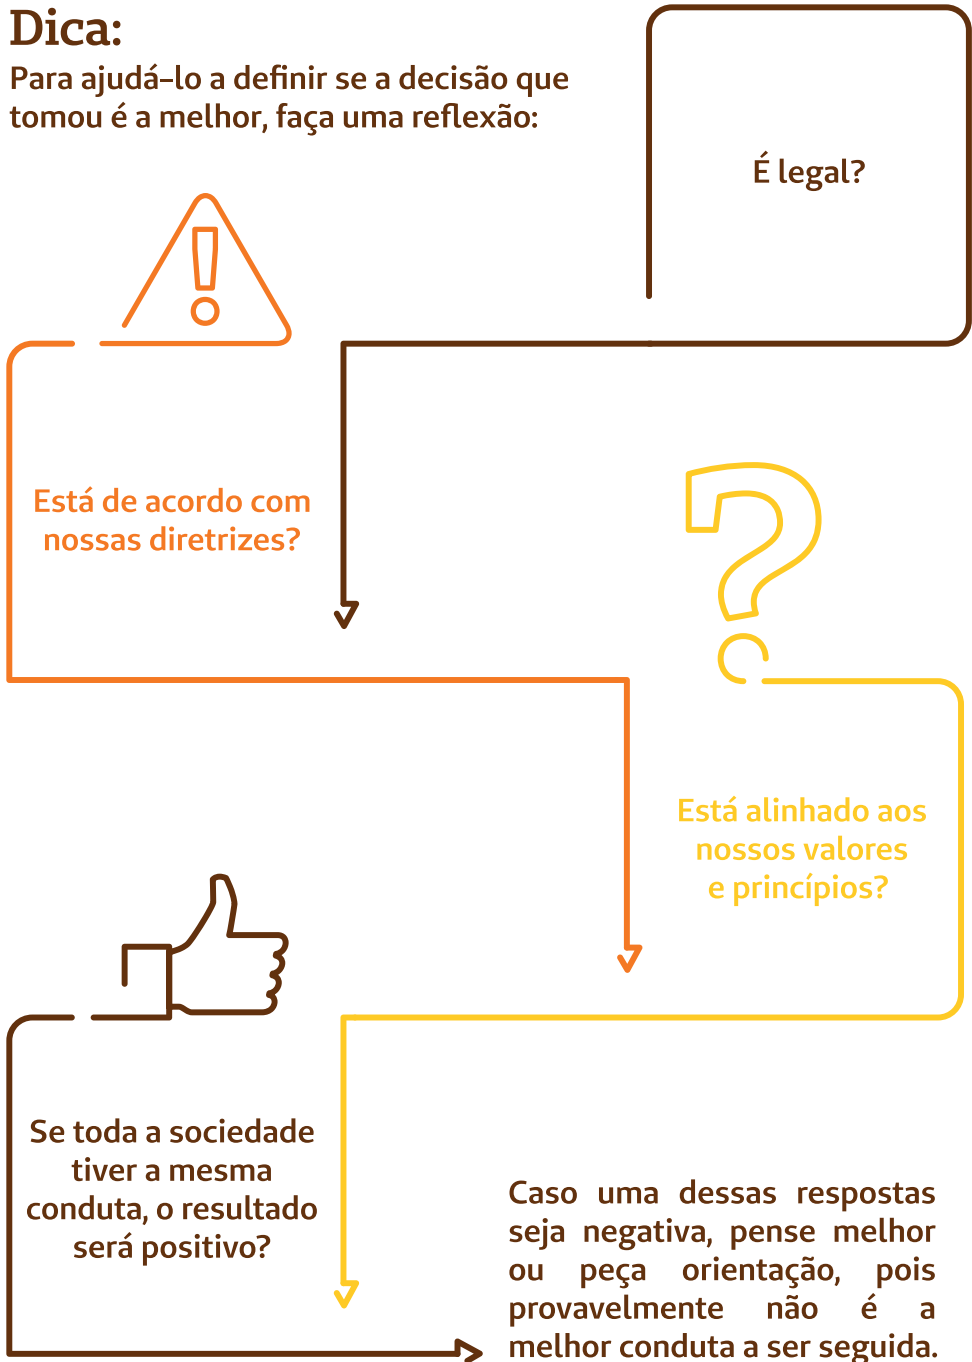 Dica:
Para ajudá-lo a definir se a decisão que
tomou é a melhor, faça uma reflexão:
É legal?
Está de acordo com
nossas diretrizes?
Está alinhado aos
nossos valores
e princípios?
Se toda a sociedade
tiver a mesma
conduta, o resultado
será positivo?
Caso uma dessas respostas
seja negativa, pense melhor
ou peça orientação, pois
provavelmente não é a
melhor conduta a ser seguida.